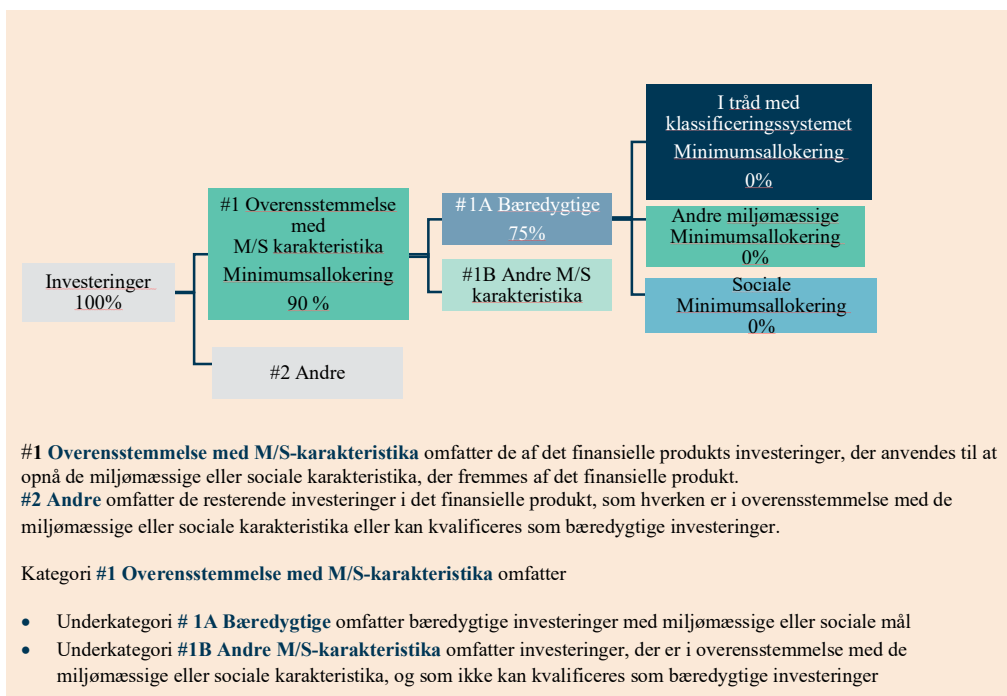 I tråd med
klassificeringssystemet
Minimumsallokering
0%
#1 Overensstemmelse
med
M/S karakteristika
Minimumsallokering
90 %
#1A Bæredygtige
75%
Andre miljømæssige
Minimumsallokering
0%
Investeringer
100%
#1B Andre M/S
karakteristika
Sociale
Minimumsallokering
0%
#2 Andre
#1 Overensstemmelse med M/S-karakteristika omfatter de af det finansielle produkts investeringer, der anvendes til at
opnå de miljømæssige eller sociale karakteristika, der fremmes af det finansielle produkt.
#2 Andre omfatter de resterende investeringer i det finansielle produkt, som hverken er i overensstemmelse med de
miljømæssige eller sociale karakteristika eller kan kvalificeres som bæredygtige investeringer.
Kategori #1 Overensstemmelse med M/S-karakteristika omfatter
• Underkategori # 1A Bæredygtige omfatter bæredygtige investeringer med miljømæssige eller sociale mål
• Underkategori #1B Andre M/S-karakteristika omfatter investeringer, der er i overensstemmelse med de
miljømæssige eller sociale karakteristika, og som ikke kan kvalificeres som bæredygtige investeringer